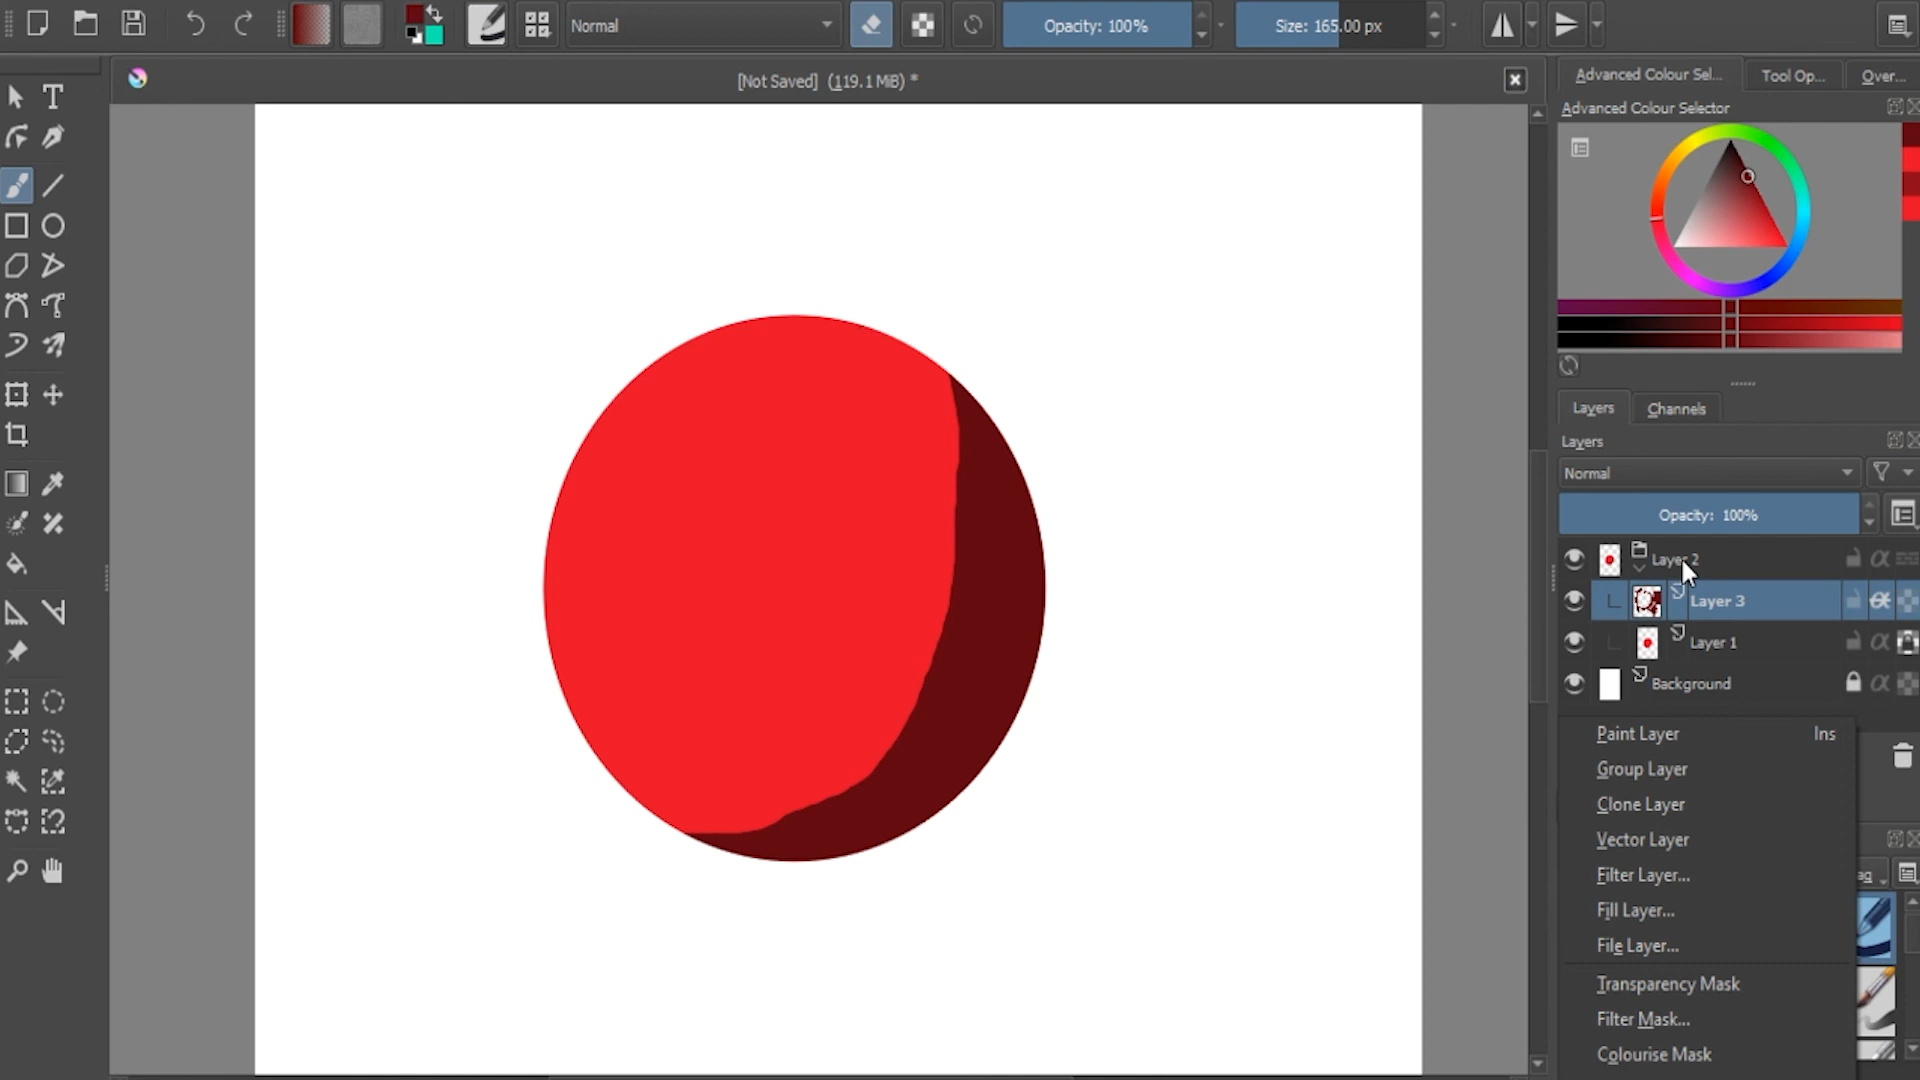 Normal
Opacity: 100%
Size: 165.00 px
[Not Saved] (119.1 MiB) *
Advanced Colour Sel...
Tool Op...
Over...
Advanced Colour Selector
Layers
Channels
Layers
Normal
Opacity: 100%
Layer 2
Layer 3
Layer 1
Background
Paint Layer Ins
Group Layer
Clone Layer
Vector Layer
Filter Layer...
Fill Layer...
File Layer...
Transparency Mask
Filter Mask...
Colourise Mask